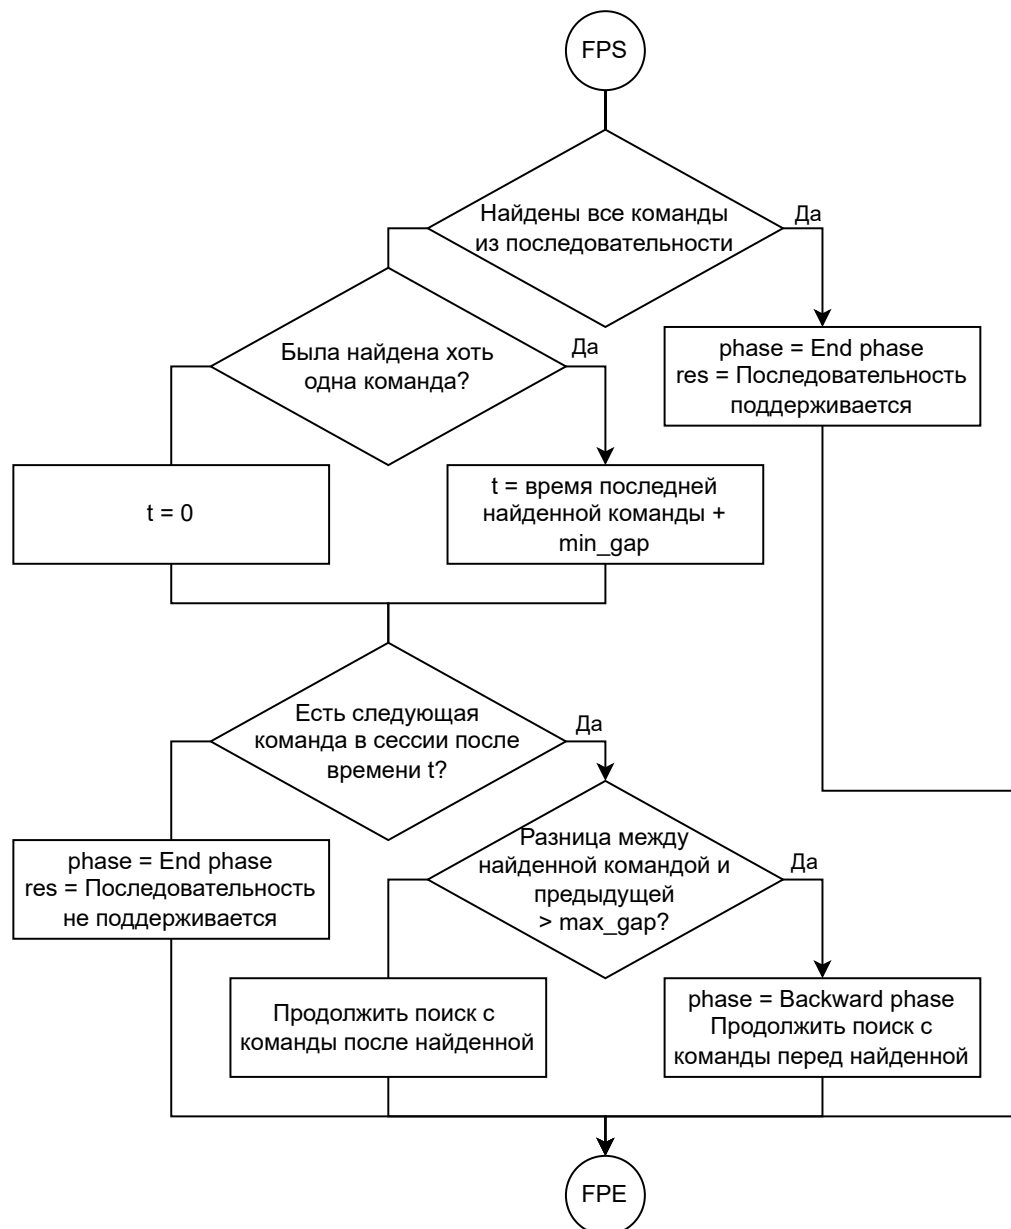 FPS
Найдены все команды
из последовательности
Да
Была найдена хоть
одна команда?
Да
phase = End phase
res = Последовательность
поддерживается
t = 0
t = время последней
найденной команды +
min_gap
Есть следующая
команда в сессии после
времени t?
Да
phase = End phase
res = Последовательность
не поддерживается
Разница между
найденной командой и
предыдущей
> max_gap?
Да
Продолжить поиск с
команды после найденной
phase = Backward phase
Продолжить поиск с
команды перед найденной
FPE